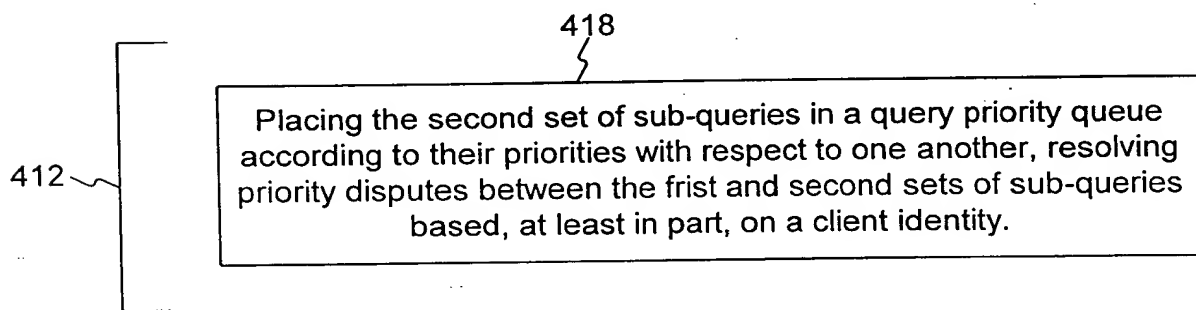 418
412
Placing the second set of sub-queries in a query priority queue
according to their priorities with respect to one another, resolving
priority disputes between the frist and second sets of sub-queries
based, at least in part, on a client identity.